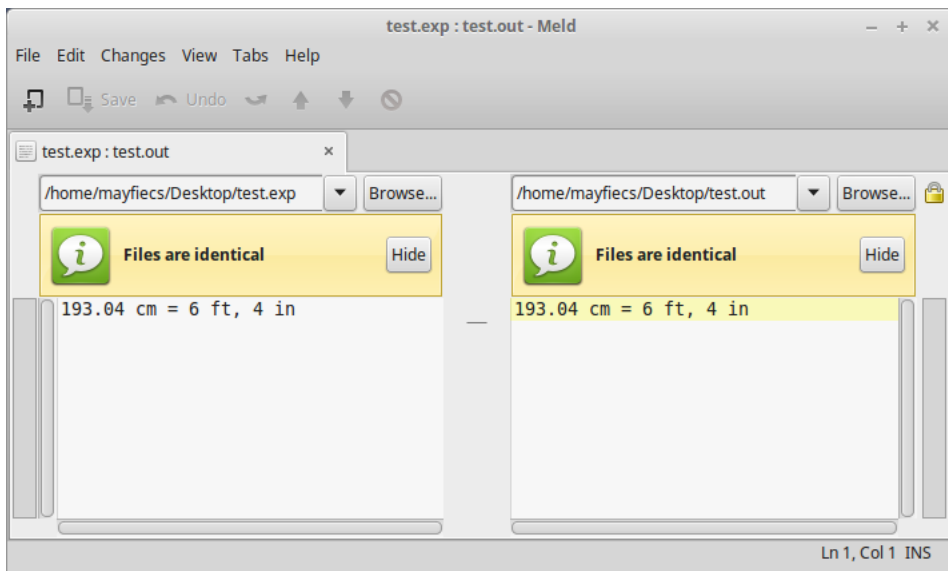 test.exp : test.out - Meld
File Edit Changes View Tabs Help
Save Undo
test.exp : test.out
/home/mayfiecs/Desktop/test.exp Browse... /home/mayfiecs/Desktop/test.out Browse...
Files are identical Hide Files are identical Hide
193.04 cm = 6 ft, 4 in 193.04 cm = 6 ft, 4 in
Ln 1, Col 1 INS